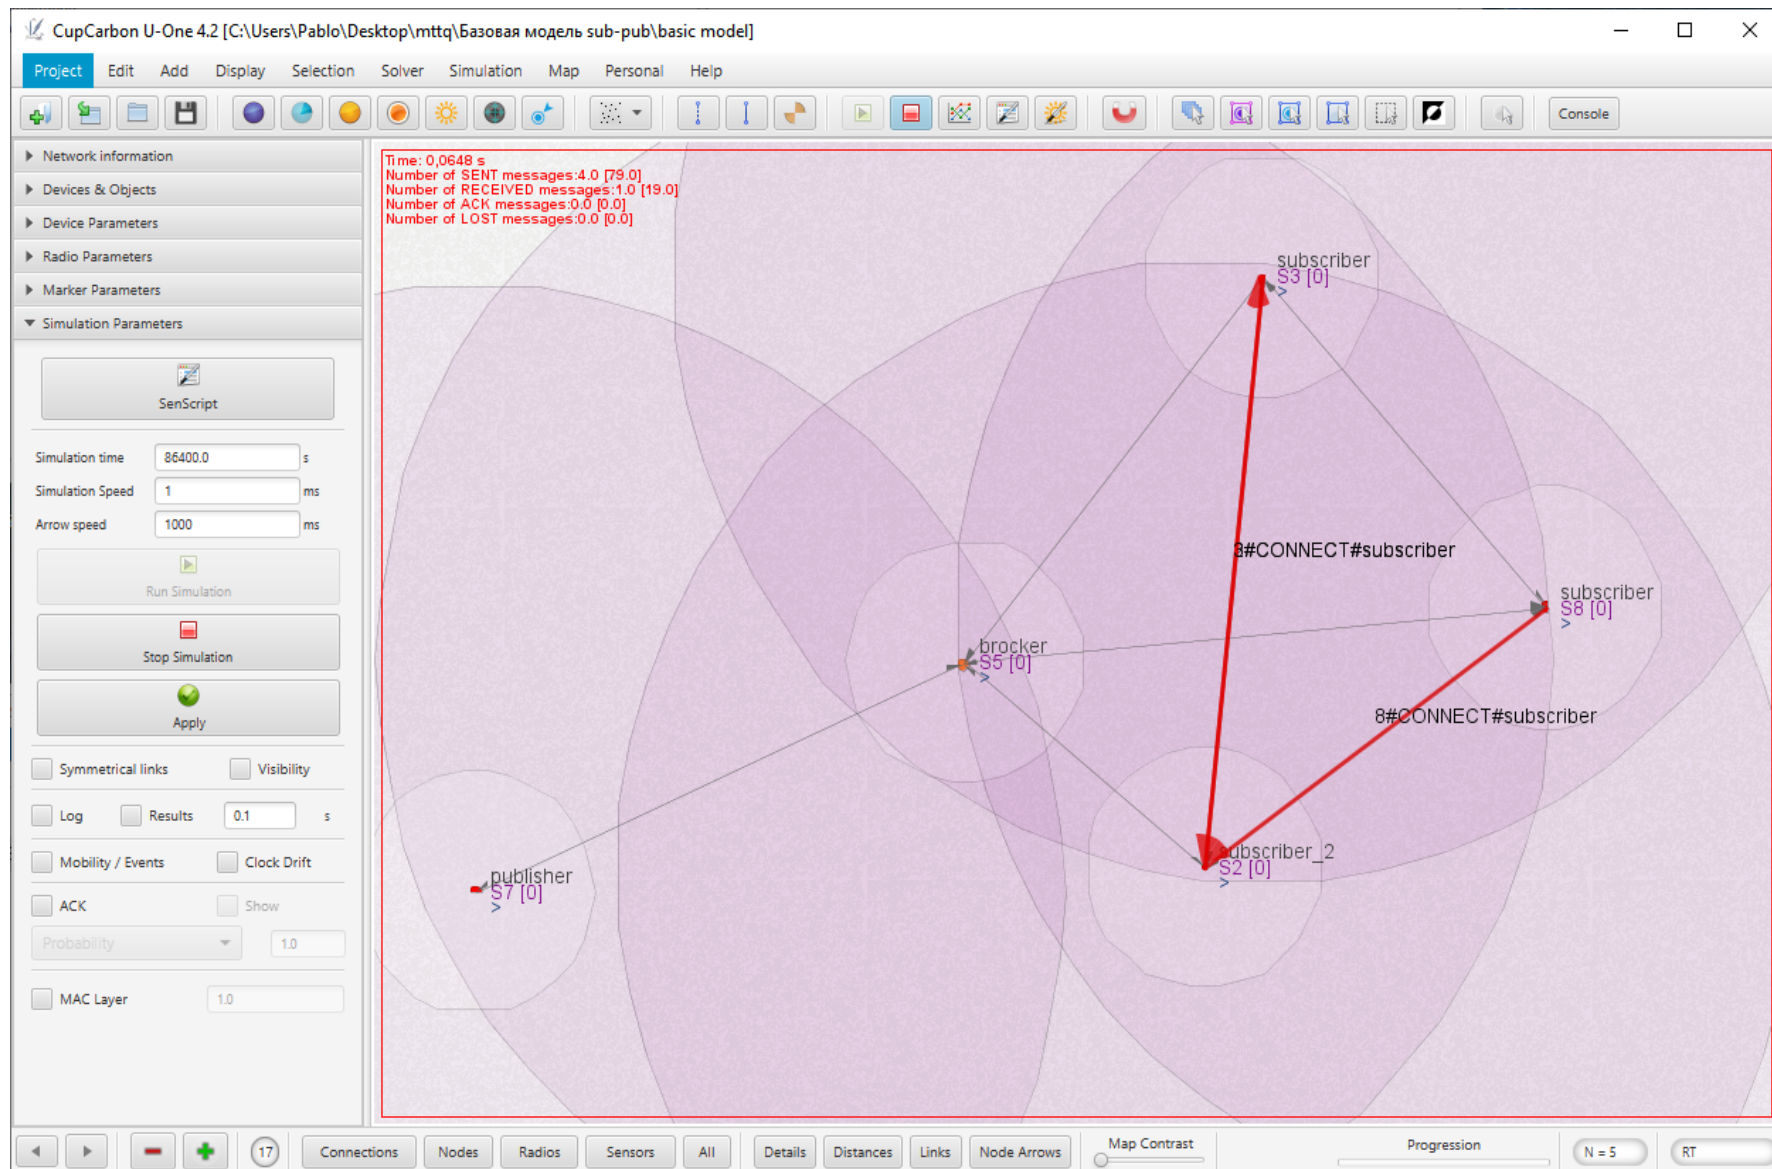 CupCarbon U-One 4.2 [C:\Users\Pablo\Desktop\mttq\Базовая модель sub-pub\basic model]
Project Edit Add Display Selection Solver Simulation Map Personal Help
Console
Network information
Devices & Objects
Device Parameters
Radio Parameters
Marker Parameters
Simulation Parameters
SenScript
Simulation time 86400.0 s
Simulation Speed 1 ms
Arrow speed 1000 ms
Run Simulation
Stop Simulation
Apply
Symmetrical links Visibility
Log Results 0.1 s
Mobility / Events Clock Drift
ACK Show
Probability 1.0
MAC Layer 1.0
Time: 0,0648 s
Number of SENT messages:4.0 [79.0]
Number of RECEIVED messages:1.0 [19.0]
Number of ACK messages:0.0 [0.0]
Number of LOST messages:0.0 [0.0]
subscriber
S3 [0]
>
#CONNECT#subscriber
subscriber
S8 [0]
>
brocker
S5 [0]
>
8#CONNECT#subscriber
subscriber_2
S2 [0]
>
publisher
S7 [0]
>
17 Connections Nodes Radios Sensors All Details Distances Links Node Arrows Map Contrast Progression N = 5 RT